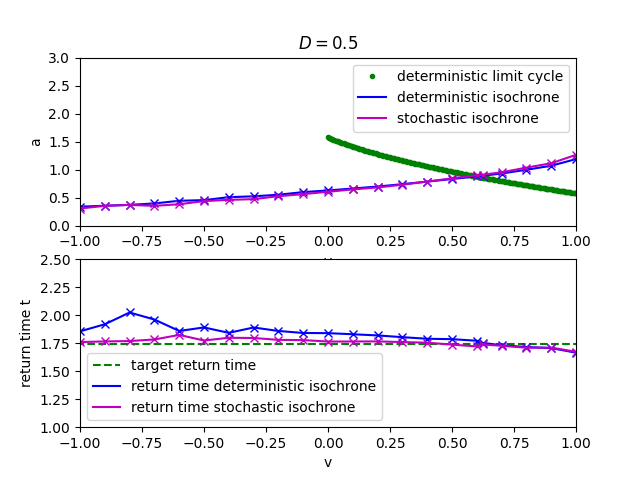 D = 0.5
3.0
2.5
2.0
1.5
1.0
0.5
0.0
a
deterministic limit cycle
deterministic isochrone
stochastic isochrone
−1.00 −0.75 −0.50 −0.25 0.00 0.25 0.50 0.75 1.00
2.50
2.25
2.00
1.75
1.50
1.25
1.00
return time t
target return time
return time deterministic isochrone
return time stochastic isochrone
−1.00 −0.75 −0.50 −0.25 0.00 0.25 0.50 0.75 1.00
v